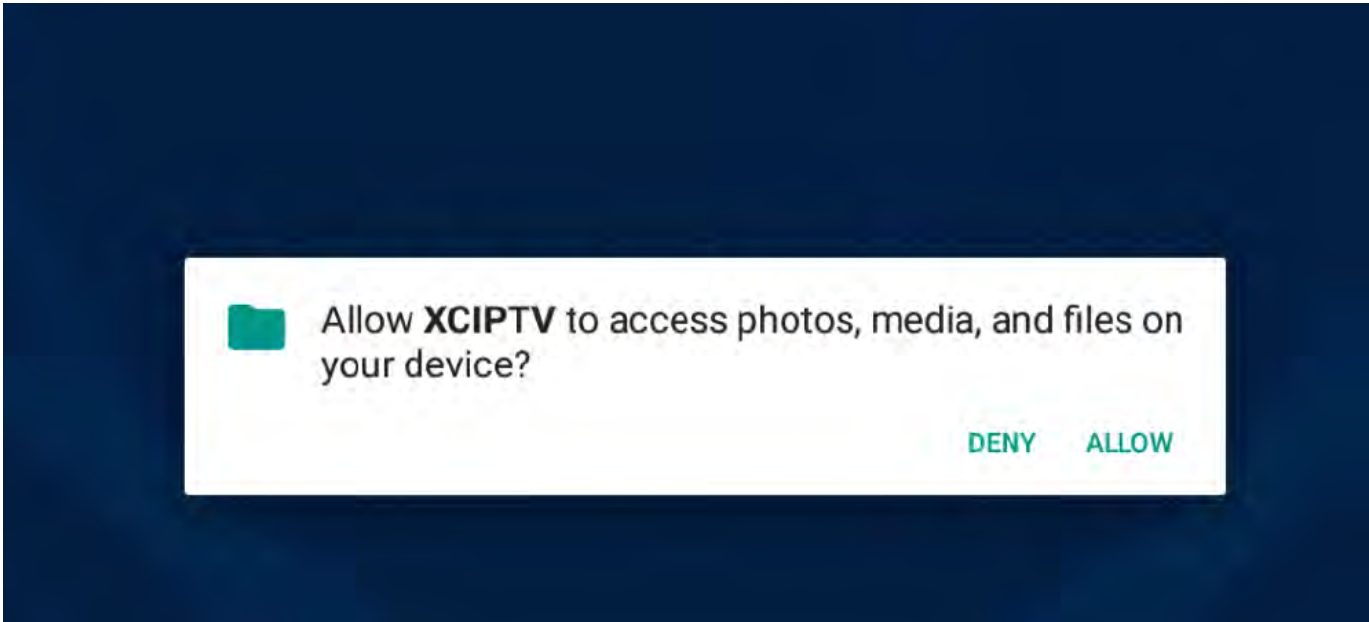 Allow XCIPTV to access photos, media, and files on
your device?
DENY ALLOW